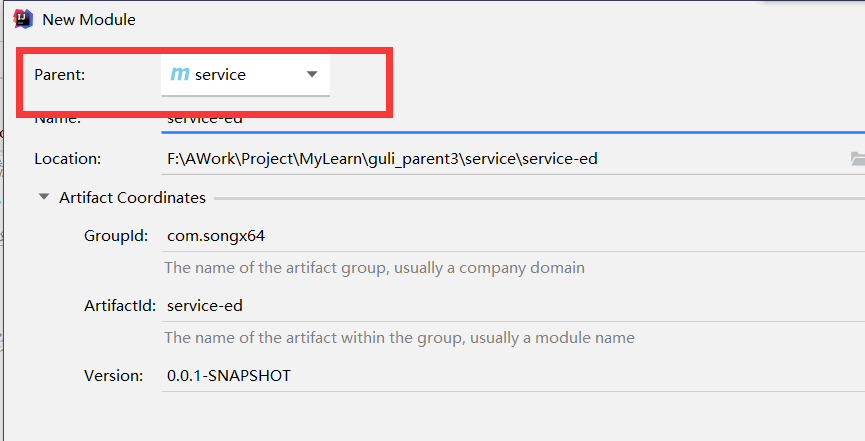 New Module
Parent: m service
Name: service-ed
Location: F:\AWork\Project\MyLearn\guli_parent3\service\service-ed
Artifact Coordinates
GroupId: com.songx64
The name of the artifact group, usually a company domain
ArtifactId: service-ed
The name of the artifact within the group, usually a module name
Version: 0.0.1-SNAPSHOT